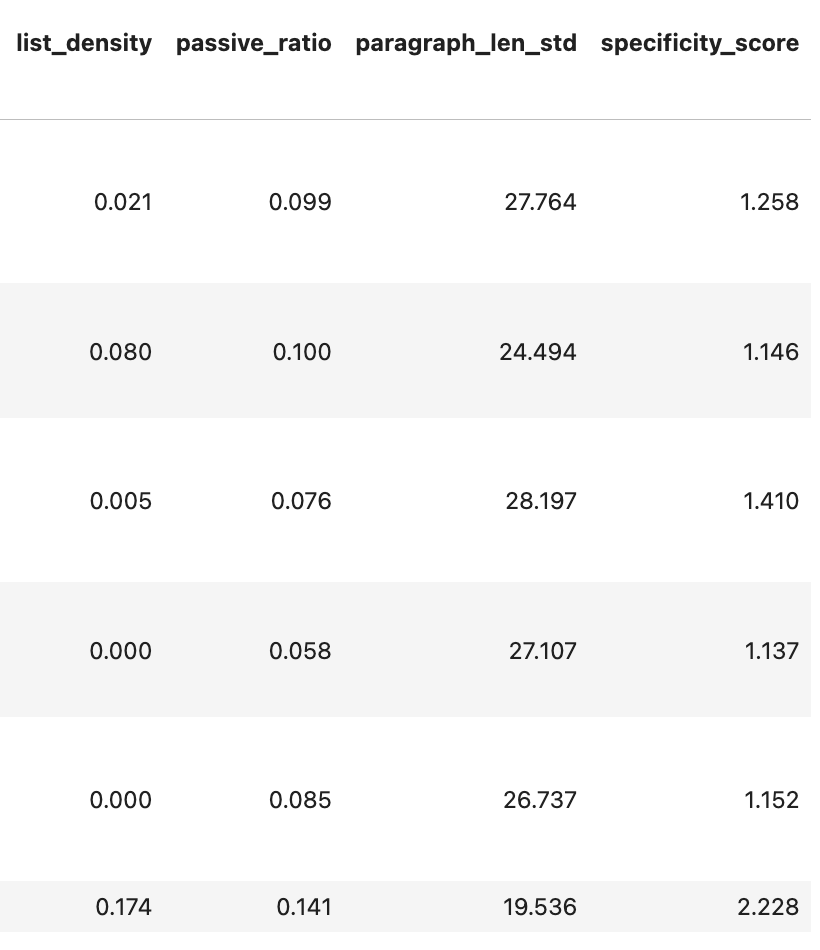 list_density passive_ratio paragraph_len_std specificity_score
0.021 0.099 27.764 1.258
0.080 0.100 24.494 1.146
0.005 0.076 28.197 1.410
0.000 0.058 27.107 1.137
0.000 0.085 26.737 1.152
0.174 0.141 19.536 2.228